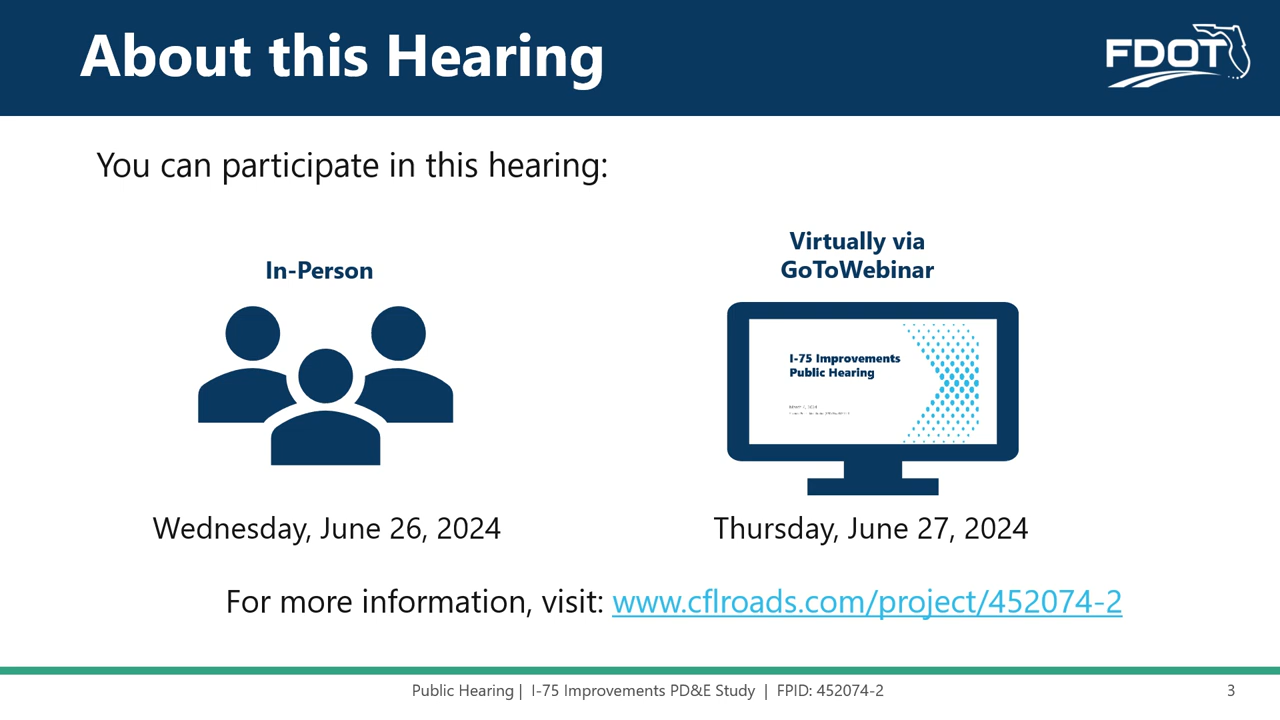 About this Hearing
FDOT
You can participate in this hearing:
In-Person
Virtually via
GoToWebinar
I-75 Improvements
Public Hearing
Wednesday, June 26, 2024
Thursday, June 27, 2024
For more information, visit: www.cflroads.com/project/452074-2
Public Hearing | I-75 Improvements PD&E Study | FPID: 452074-2
3